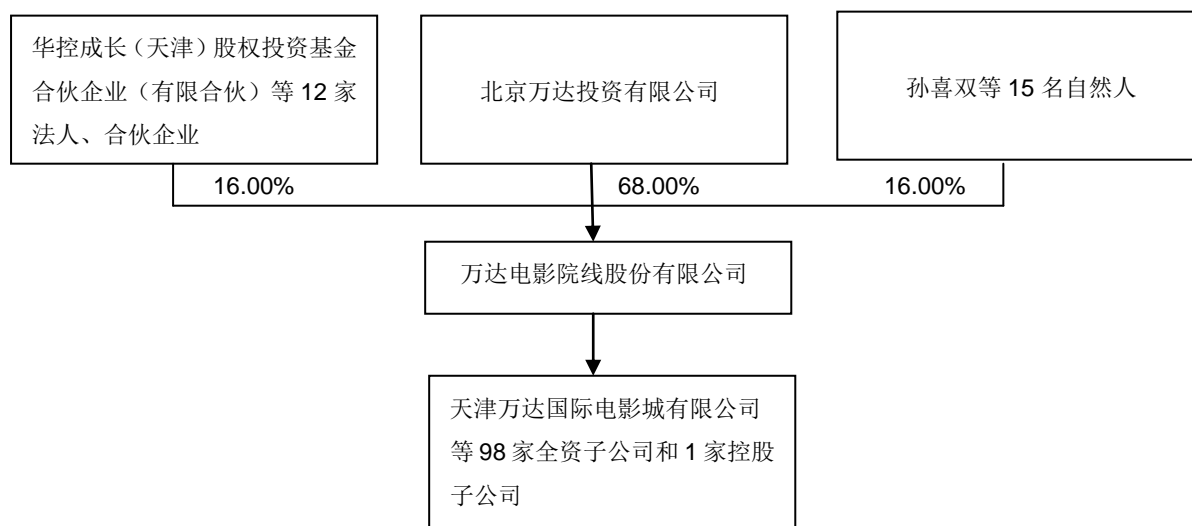 华控成长（天津）股权投资基金
合伙企业（有限合伙）等 12 家
法人、合伙企业
北京万达投资有限公司
孙喜双等 15 名自然人
16.00%
68.00%
16.00%
万达电影院线股份有限公司
天津万达国际电影城有限公司
等 98 家全资子公司和 1 家控股
子公司